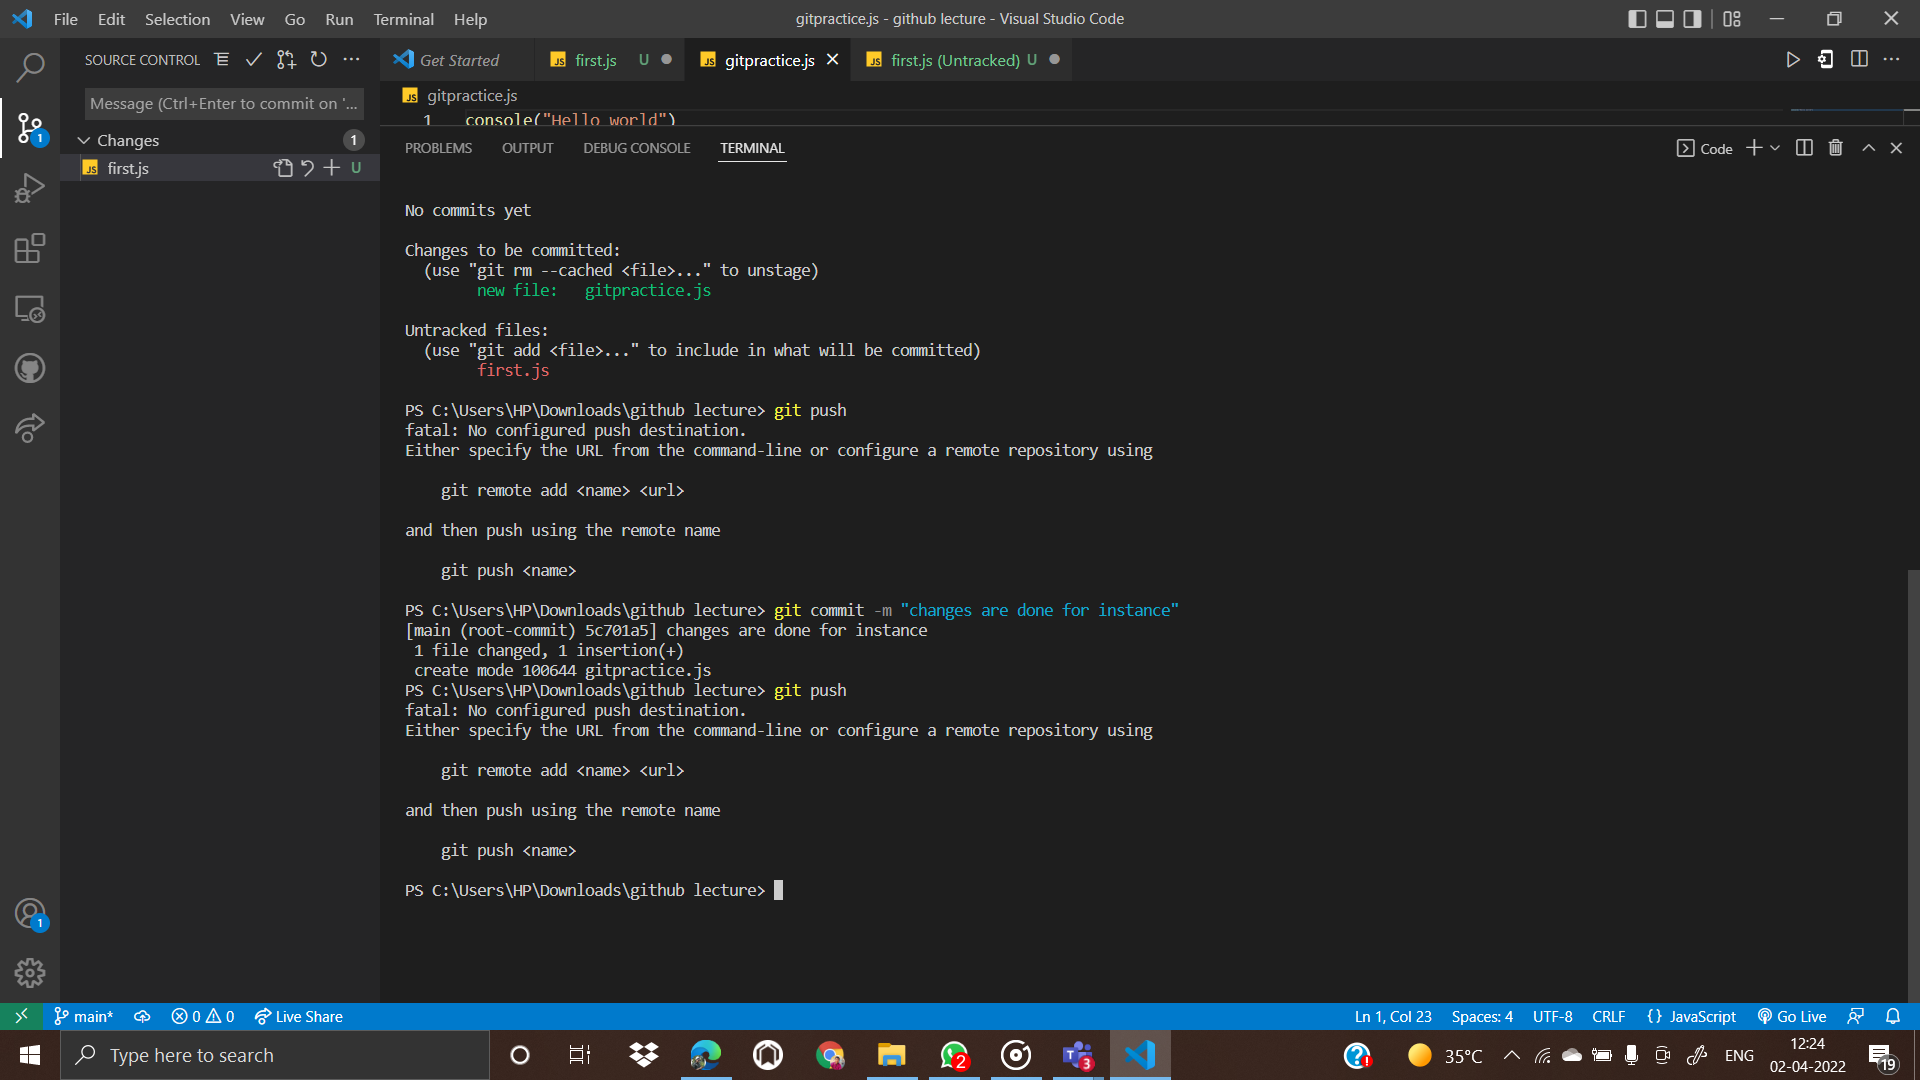 File Edit Selection View Go Run Terminal Help
gitpractice.js - github lecture - Visual Studio Code
SOURCE CONTROL
Message (Ctrl+Enter to commit on '...
Changes 1
JS first.js U
1
1
Get Started
JS first.js U
JS gitpractice.js
JS first.js (Untracked) U
JS gitpractice.js
1 console("Hello world")
PROBLEMS OUTPUT DEBUG CONSOLE TERMINAL
Code
No commits yet
Changes to be committed:
(use "git rm --cached <file>..." to unstage)
new file: gitpractice.js
Untracked files:
(use "git add <file>..." to include in what will be committed)
first.js
PS C:\Users\HP\Downloads\github lecture> git push
fatal: No configured push destination.
Either specify the URL from the command-line or configure a remote repository using
git remote add <name> <url>
and then push using the remote name
git push <name>
PS C:\Users\HP\Downloads\github lecture> git commit -m "changes are done for instance"
[main (root-commit) 5c701a5] changes are done for instance
1 file changed, 1 insertion(+)
create mode 100644 gitpractice.js
PS C:\Users\HP\Downloads\github lecture> git push
fatal: No configured push destination.
Either specify the URL from the command-line or configure a remote repository using
git remote add <name> <url>
and then push using the remote name
git push <name>
PS C:\Users\HP\Downloads\github lecture>
main* 0 0 Live Share
Ln 1, Col 23 Spaces: 4 UTF-8 CRLF {} JavaScript Go Live
Type here to search
2
3
35°C
ENG
12:24
02-04-2022
19